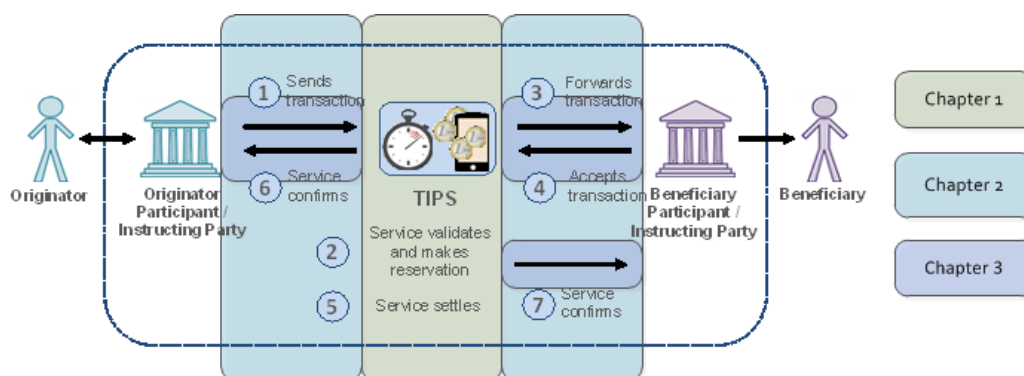 1
Sends
transaction
3
Forwards
transaction
Chapter 1
Originator
Originator
Participant /
Instructing Party
6
Service
confirms
TIPS
4
Accepts
transaction
Beneficiary
Participant /
Instructing Party
Beneficiary
Chapter 2
2
Service validates
and makes
reservation
5
Service settles
7
Service
confirms
Chapter 3